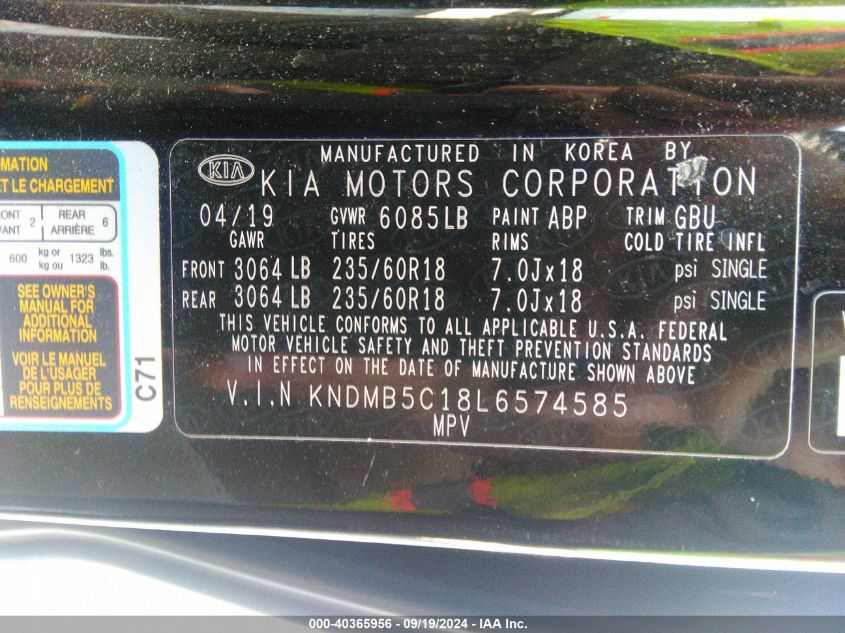 MATION
ET LE CHARGEMENT
2 REAR 6
ARRIÈRE
600 kg or 1323 lbs.
kg ou lb.
SEE OWNER'S
MANUAL FOR
ADDITIONAL
INFORMATION
VOIR LE MANUEL
DE L'USAGER
POUR PLUS DE
RENSEIGNEMENTS
C71
KIA
MANUFACTURED IN KOREA BY
KIA MOTORS CORPORATION
04/19 GVWR 6085LB PAINT ABP TRIM GBU
GAWR TIRES RIMS COLD TIRE INFL
FRONT 3064 LB 235/60R18 7.0Jx18 psi SINGLE
REAR 3064 LB 235/60R18 7.0Jx18 psi SINGLE
THIS VEHICLE CONFORMS TO ALL APPLICABLE U.S.A. FEDERAL
MOTOR VEHICLE SAFETY AND THEFT PREVENTION STANDARDS
IN EFFECT ON THE DATE OF MANUFACTURE SHOWN ABOVE
V.I.N KNDMB5C18L6574585
MPV
000-40365956 - 09/19/2024 - IAA Inc.